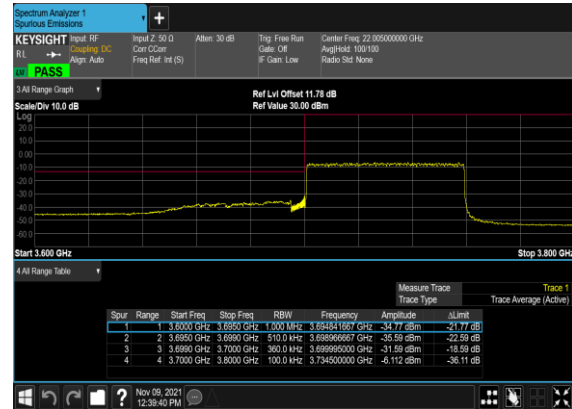 Spectrum Analyzer 1
Spurious Emissions
KEYSIGHT Input: RF Input Z: 50 Ω Atten: 30 dB Trig: Free Run Center Freq: 22.005000000 GHz
RL Coupling: DC Corr CCorr Gate: Off Avg|Hold: 100/100
Align: Auto Freq Ref: Int (S) IF Gain: Low Radio Std: None
LXI PASS
3 All Range Graph
Ref Lvl Offset 11.78 dB
Scale/Div 10.0 dB Ref Value 30.00 dBm
Log
20.0
10.0
0.00
-10.0
-20.0
-30.0
-40.0
-50.0
-60.0
Start 3.600 GHz Stop 3.800 GHz
4 All Range Table
Measure Trace Trace 1
Trace Type Trace Average (Active)
Spur Range Start Freq Stop Freq RBW Frequency Amplitude ΔLimit
1 1 3.6000 GHz 3.6950 GHz 1.000 MHz 3.694841667 GHz -34.77 dBm -21.77 dB
2 2 3.6950 GHz 3.6990 GHz 510.0 kHz 3.698966667 GHz -35.59 dBm -22.59 dB
3 3 3.6990 GHz 3.7000 GHz 360.0 kHz 3.699995000 GHz -31.59 dBm -18.59 dB
4 4 3.7000 GHz 3.8000 GHz 100.0 kHz 3.734500000 GHz -6.112 dBm -36.11 dB
? Nov 09, 2021
12:39:40 PM